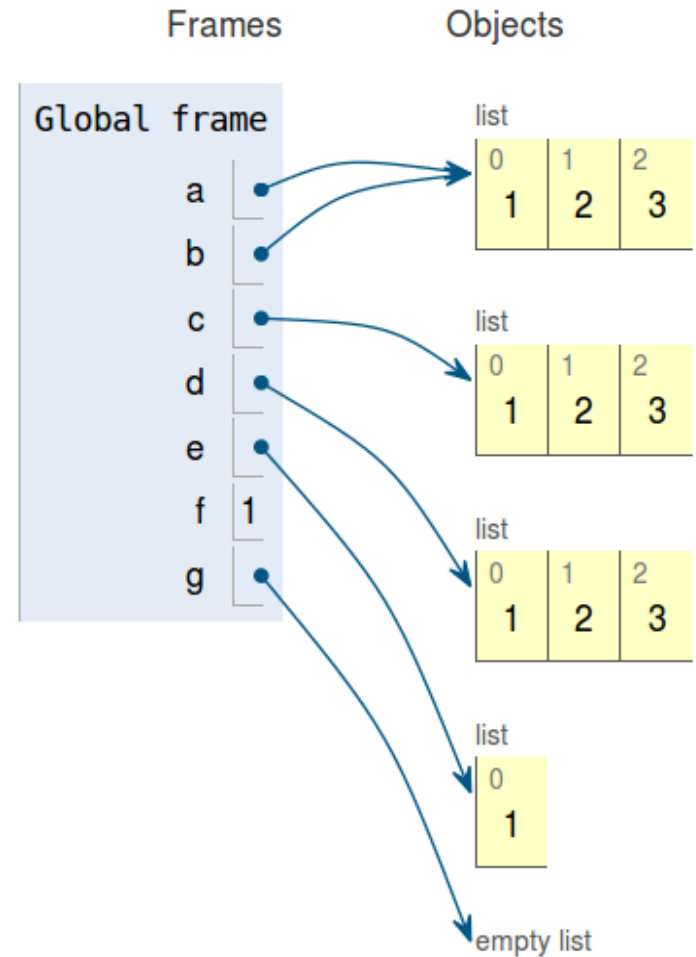 Frames Objects
Global frame
a
b
c
d
e
f 1
g
list
0 1 2
1 2 3
list
0 1 2
1 2 3
list
0 1 2
1 2 3
list
0
1
empty list